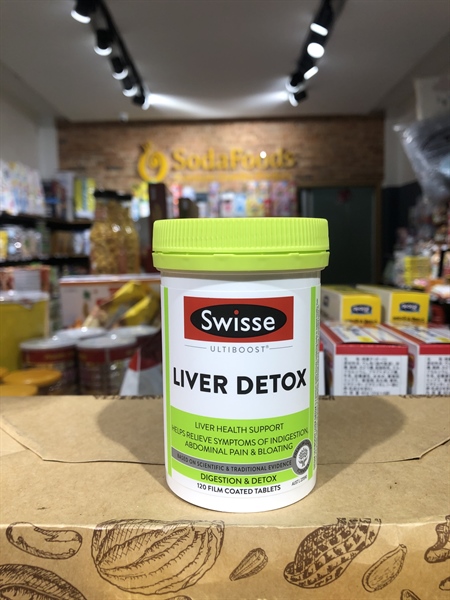 SodaFoods
Swisse
ULTIBOOST®
LIVER DETOX
LIVER HEALTH SUPPORT
HELPS RELIEVE SYMPTOMS OF INDIGESTION,
ABDOMINAL PAIN & BLOATING
BASED ON SCIENTIFIC & TRADITIONAL EVIDENCE
DIGESTION & DETOX
120 FILM COATED TABLETS